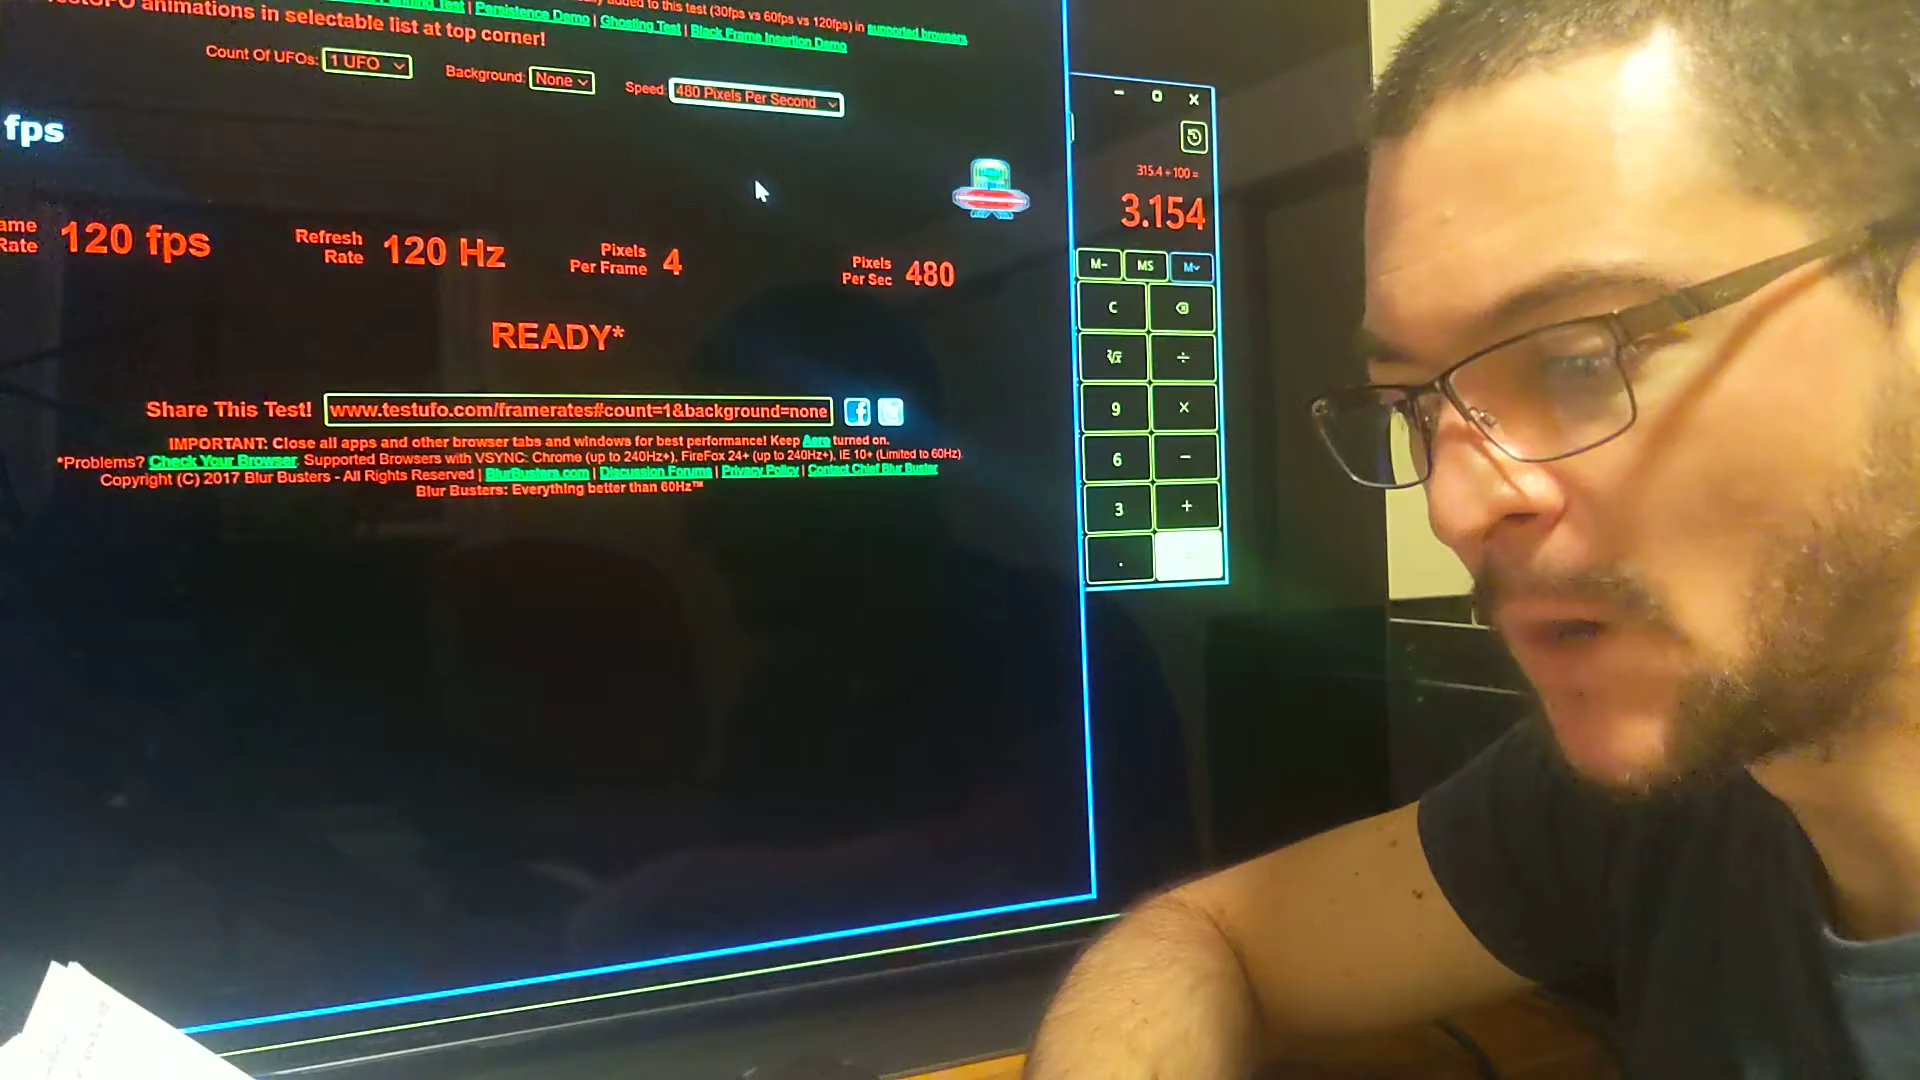 added to this test (30fps vs 60fps vs 120fps) in supported browsers
Test | Persistence Demo | Ghosting Test | Black Frame Insertion Demo
animations in selectable list at top corner!
Count Of UFOs: 1 UFO Background: None Speed: 480 Pixels Per Second
fps
Rate 120 fps Refresh Rate 120 Hz Pixels Per Frame 4 Pixels Per Sec 480
READY*
Share This Test! www.testufo.com/framerates#count=1&background=none
IMPORTANT: Close all apps and other browser tabs and windows for best performance! Keep Aero turned on.
*Problems? Check Your Browser. Supported Browsers with VSYNC: Chrome (up to 240Hz+), FireFox 24+ (up to 240Hz+), IE 10+ (Limited to 60Hz).
Copyright (C) 2017 Blur Busters - All Rights Reserved | BlurBusters.com | Discussion Forums | Privacy Policy | Contact Chief Blur Buster
Blur Busters: Everything better than 60Hz™
315.4 ÷ 100 =
3.154
M- MS M˅
C
²√x ÷
9 ×
6 −
3 +
.